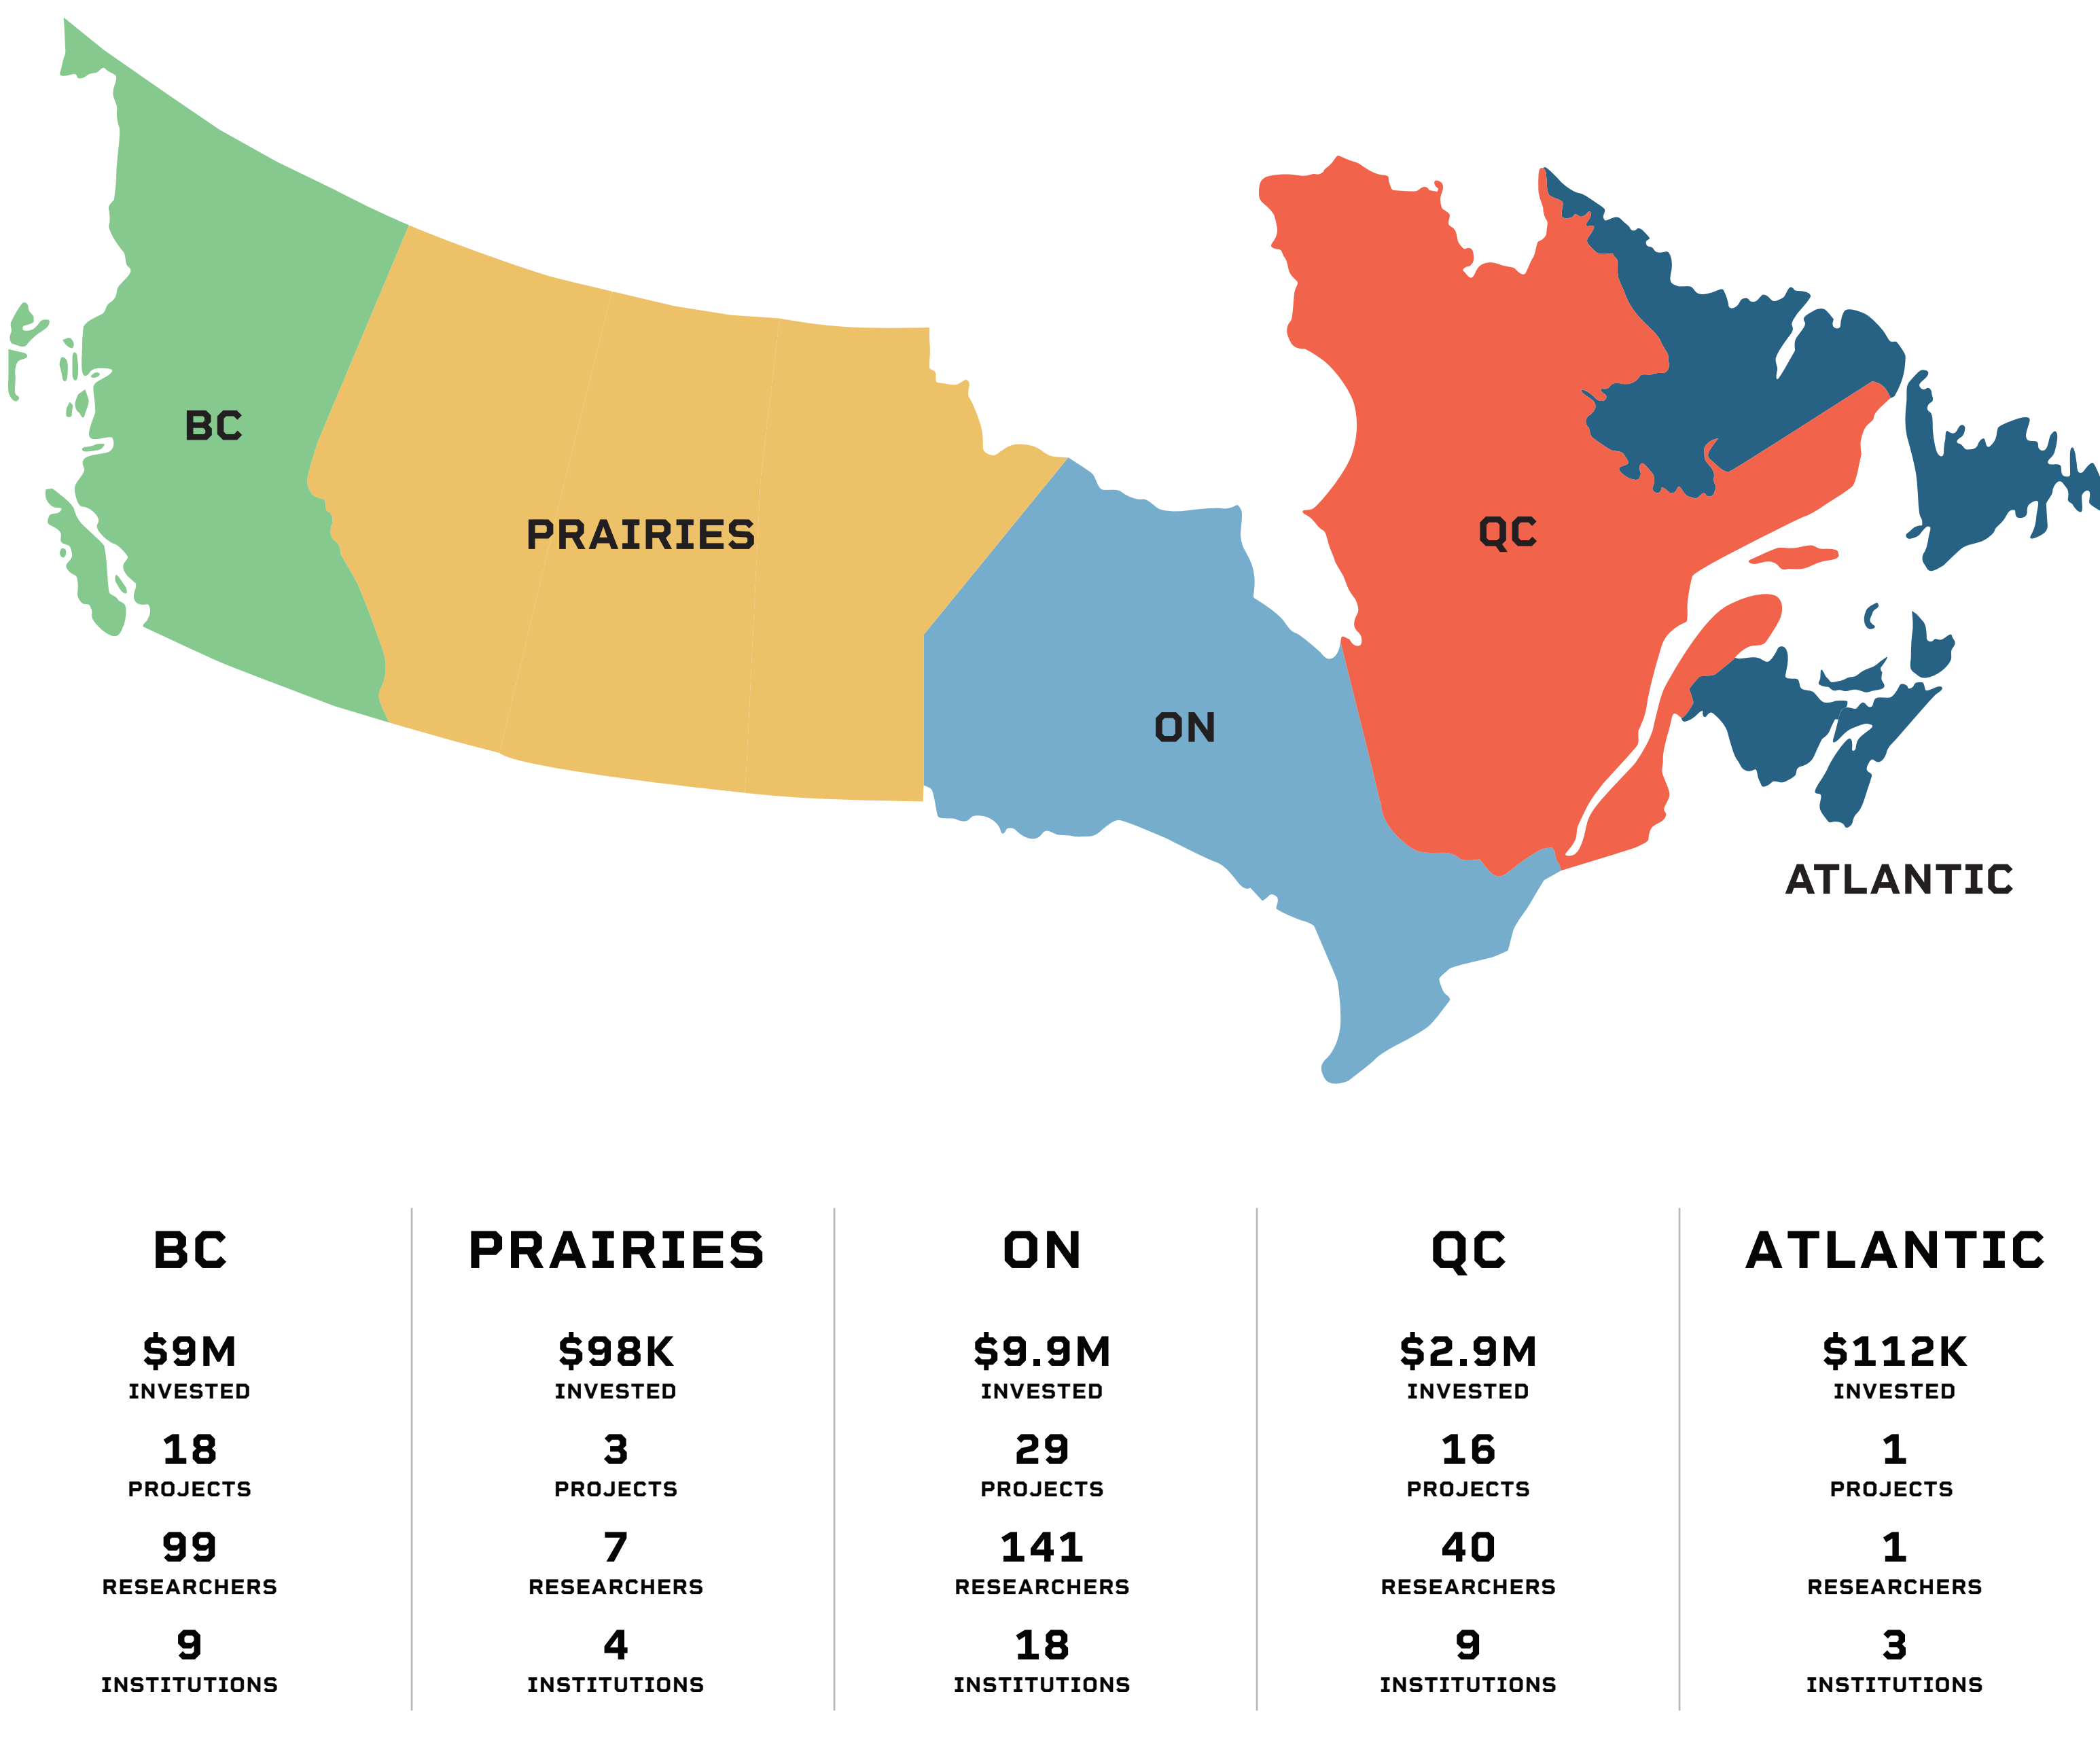 BC
PRAIRIES
QC
ON
ATLANTIC
BC
$9M
INVESTED
18
PROJECTS
99
RESEARCHERS
9
INSTITUTIONS
PRAIRIES
$98K
INVESTED
3
PROJECTS
7
RESEARCHERS
4
INSTITUTIONS
ON
$9.9M
INVESTED
29
PROJECTS
141
RESEARCHERS
18
INSTITUTIONS
QC
$2.9M
INVESTED
16
PROJECTS
40
RESEARCHERS
9
INSTITUTIONS
ATLANTIC
$112K
INVESTED
1
PROJECTS
1
RESEARCHERS
3
INSTITUTIONS